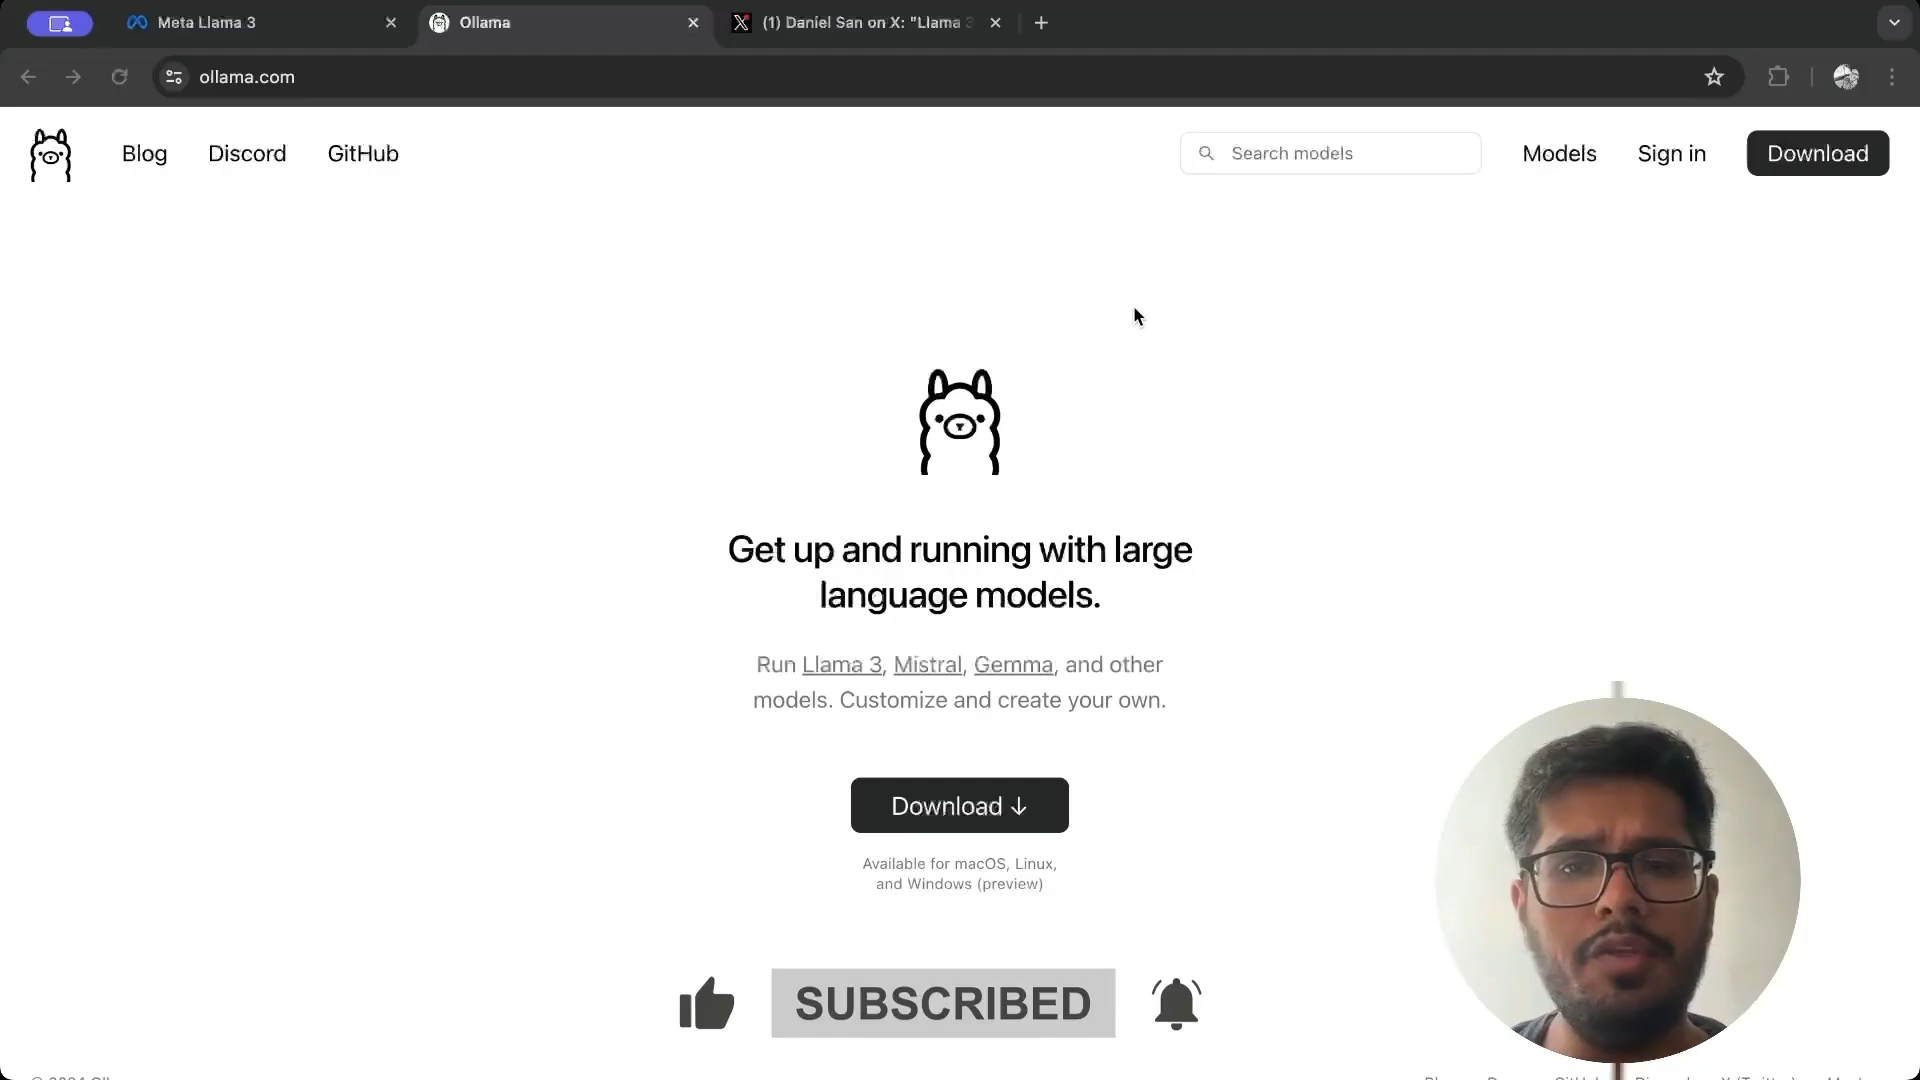 Meta Llama 3
Ollama
(1) Daniel San on X: "Llama 3
ollama.com
Blog
Discord
GitHub
Search models
Models
Sign in
Download
Get up and running with large
language models.
Run Llama 3, Mistral, Gemma, and other
models. Customize and create your own.
Download ↓
Available for macOS, Linux,
and Windows (preview)
SUBSCRIBED